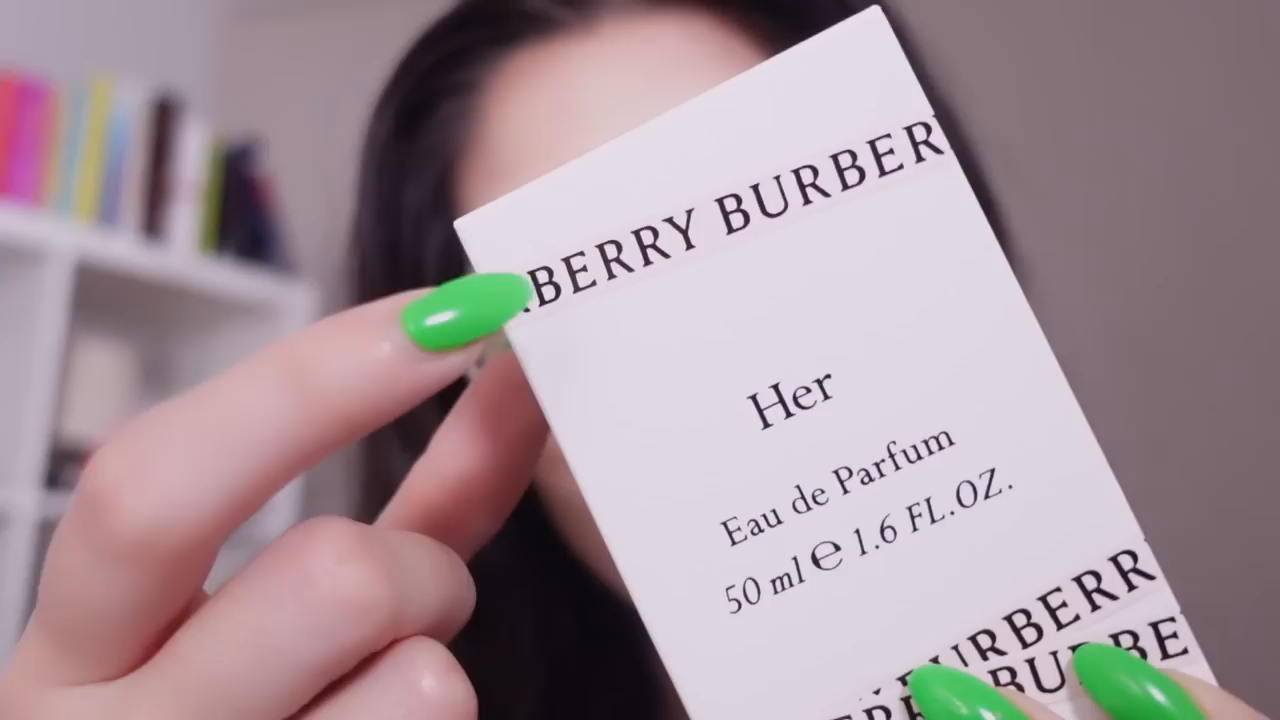 BERRY BURBER
Her
Eau de Parfum
50 ml ℮ 1.6 FL.OZ.
BURBERR